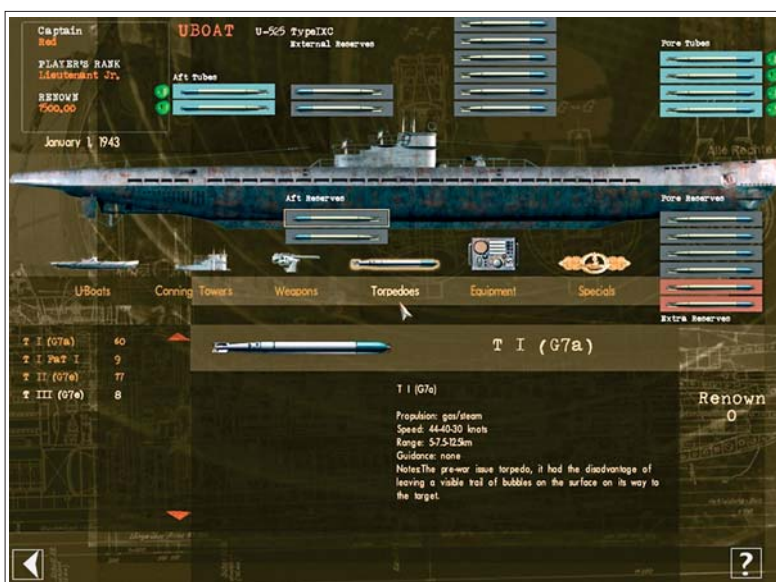 Captain
Red
PLAYER'S RANK
Lieutenant Jr.
RENOWN
7500,00
January 1, 1943
UBOAT
U-525 TypeIXC
External Reserves
Aft Tubes
Fore Tubes
Aft Reserves
Fore Reserves
U-Boats
Conning Towers
Weapons
Torpedoes
Equipment
Specials
Extra Reserves
T I (G7a) 60
T I FaT I 9
T II (G7e) 77
T III (G7e) 8
T I (G7a)
T I (G7a)
Propulsion: gas/steam
Speed: 44-40-30 knots
Range: 5-7.5-12.5km
Guidance: none
Notes:The pre-war issue torpedo, it had the disadvantage of
leaving a visible trail of bubbles on the surface on its way to
the target.
Renown
0
?